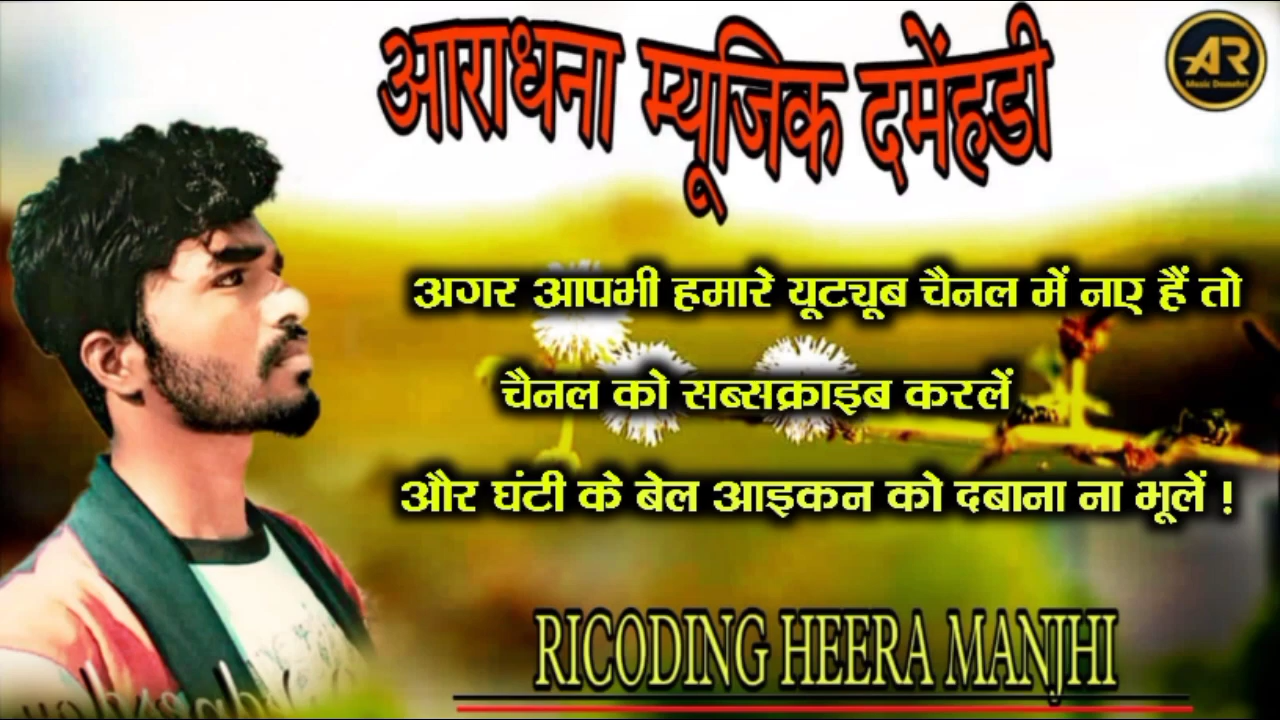 आराधना म्यूजिक दमेंहडी
AR
अगर आपभी हमारे यूट्यूब चैनल में नए हैं तो
चैनल को सब्सक्राइब करलें
और घंटी के बेल आइकन को दबाना ना भूलें !
RICODING HEERA MANJHI